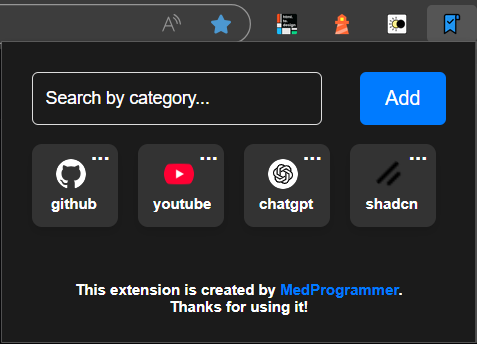 Search by category...
Add
github
youtube
chatgpt
shadcn
This extension is created by MedProgrammer.
Thanks for using it!